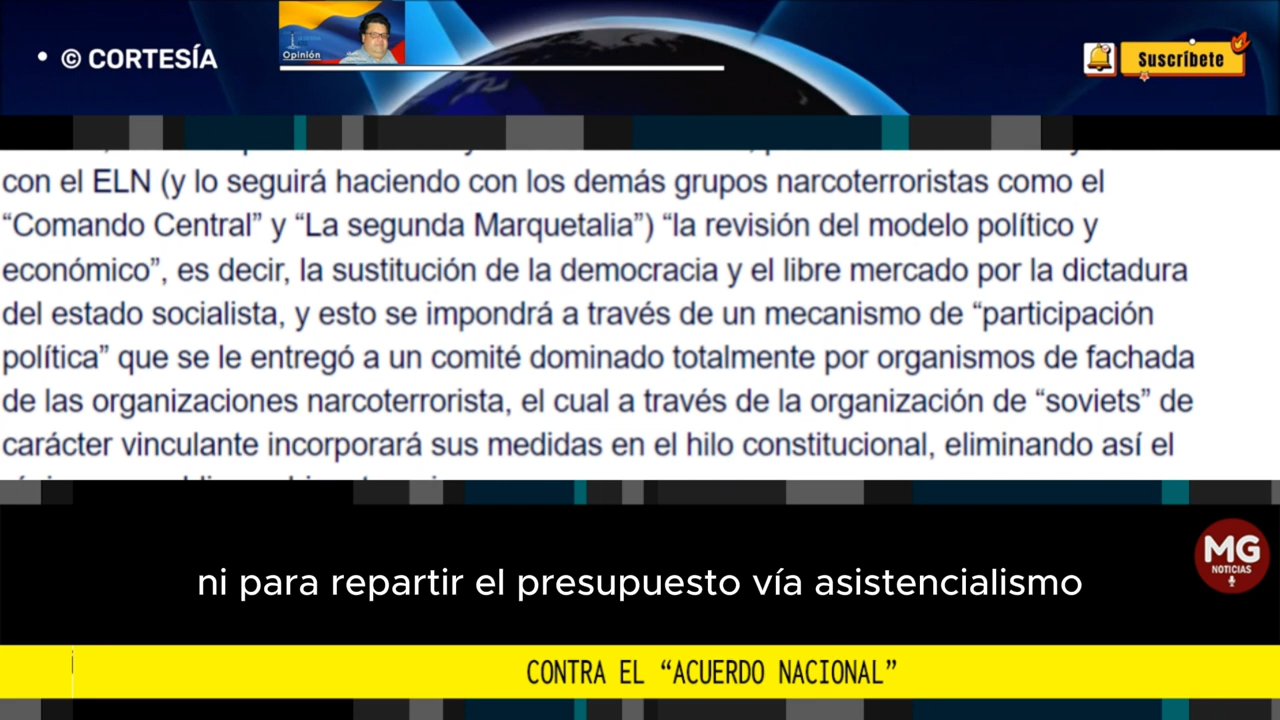 • © CORTESÍA
Opinión
Suscríbete
con el ELN (y lo seguirá haciendo con los demás grupos narcoterroristas como el
“Comando Central” y “La segunda Marquetalia”) “la revisión del modelo político y
económico”, es decir, la sustitución de la democracia y el libre mercado por la dictadura
del estado socialista, y esto se impondrá a través de un mecanismo de “participación
política” que se le entregó a un comité dominado totalmente por organismos de fachada
de las organizaciones narcoterrorista, el cual a través de la organización de “soviets” de
carácter vinculante incorporará sus medidas en el hilo constitucional, eliminando así el
MG
NOTICIAS
ni para repartir el presupuesto vía asistencialismo
CONTRA EL “ACUERDO NACIONAL”